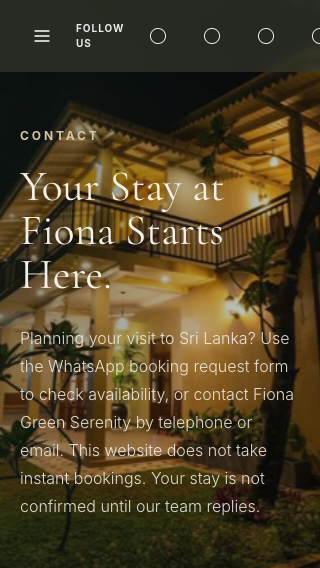 FOLLOW
US
CONTACT
Your Stay at
Fiona Starts
Here.
Planning your visit to Sri Lanka? Use
the WhatsApp booking request form
to check availability, or contact Fiona
Green Serenity by telephone or
email. This website does not take
instant bookings. Your stay is not
confirmed until our team replies.